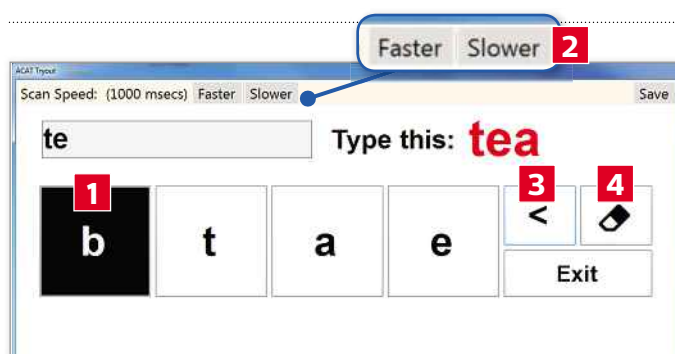 Faster Slower 2
ACAT Tryout
Scan Speed: (1000 msecs) Faster Slower Save
te Type this: tea
1 3 4
b t a e <
Exit